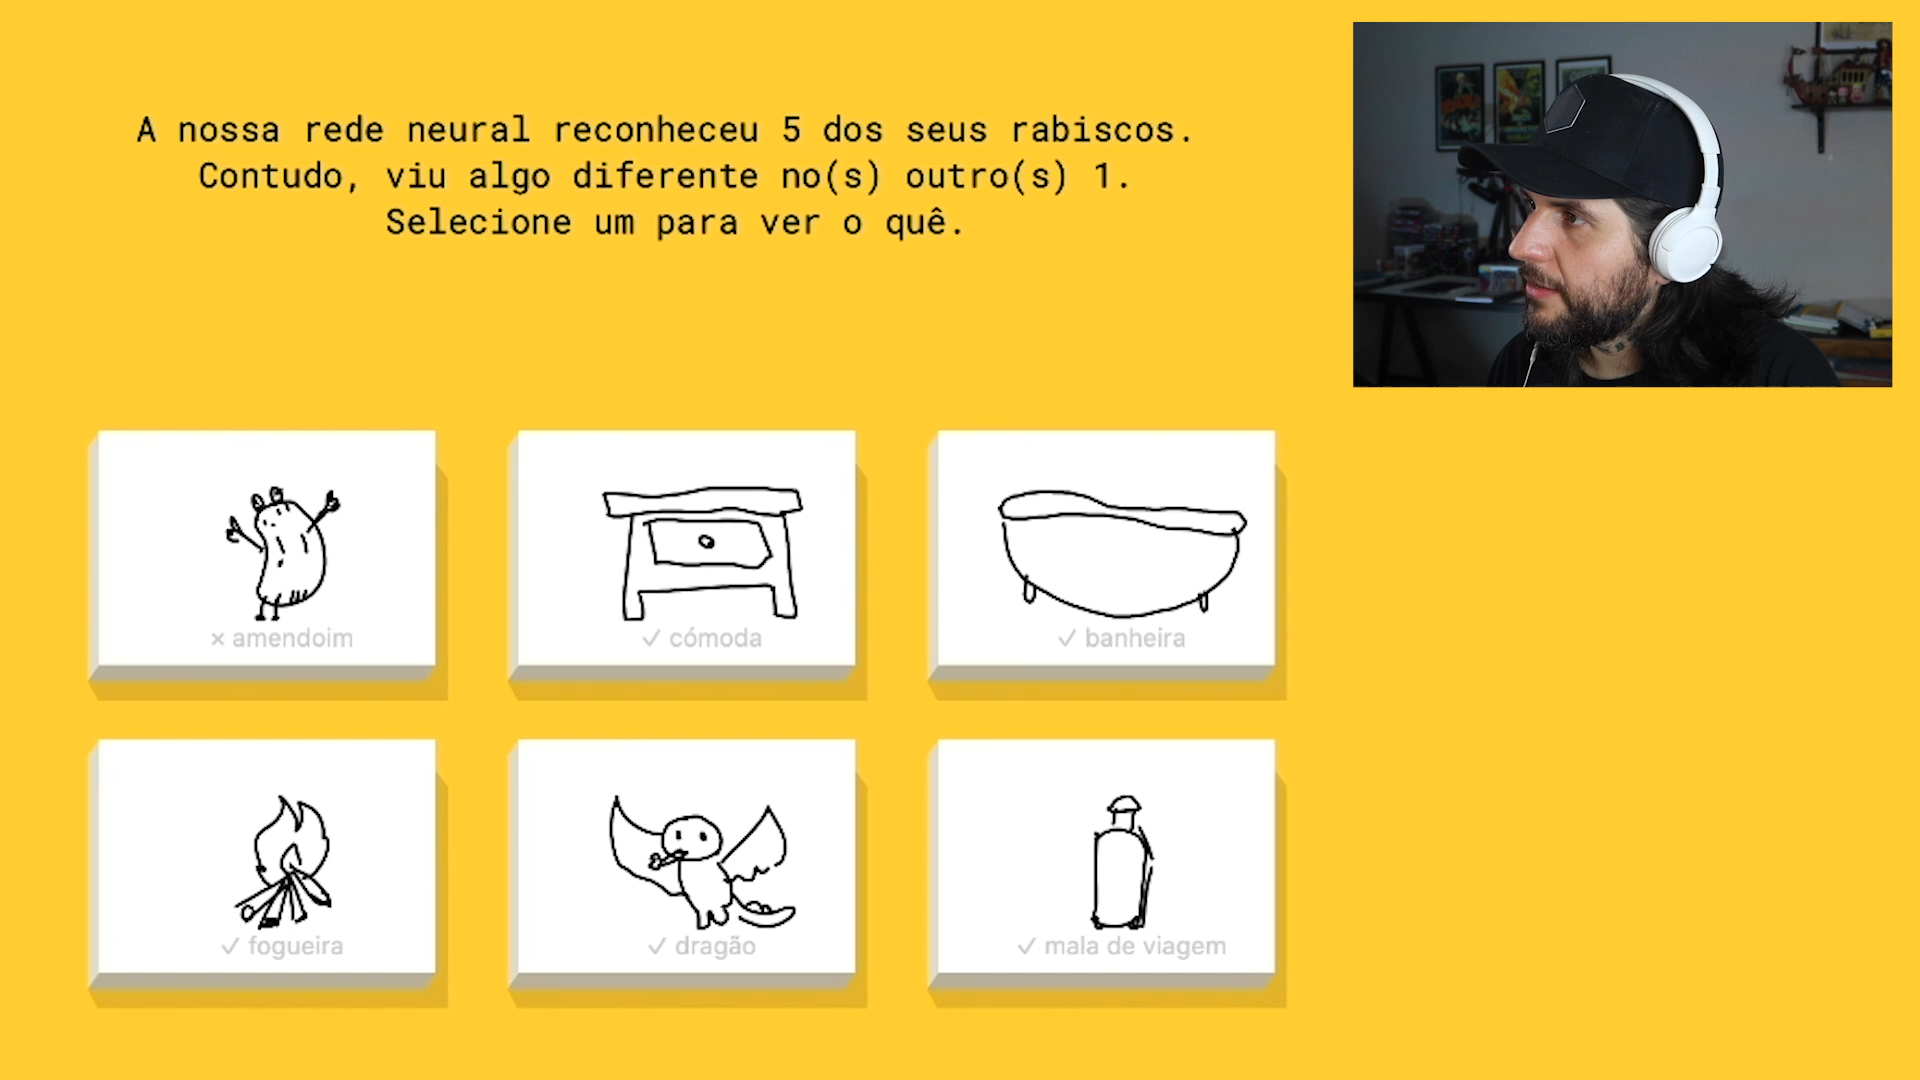 A nossa rede neural reconheceu 5 dos seus rabiscos.
Contudo, viu algo diferente no(s) outro(s) 1.
Selecione um para ver o quê.
× amendoim
✓ cómoda
✓ banheira
✓ fogueira
✓ dragão
✓ mala de viagem